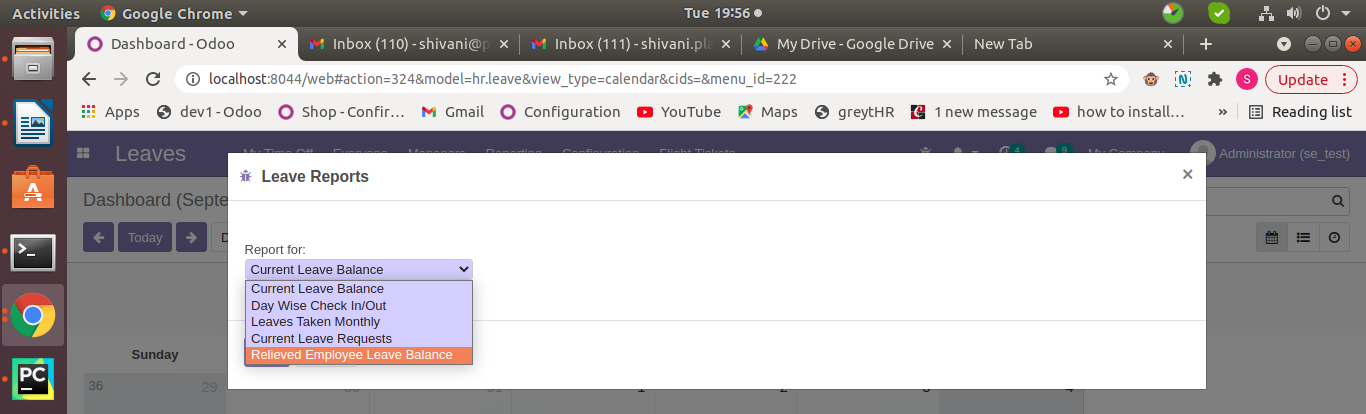 Activities Google Chrome Tue 19:56
Dashboard - Odoo Inbox (110) - shivani@p Inbox (111) - shivani.pl My Drive - Google Drive New Tab
localhost:8044/web#action=324&model=hr.leave&view_type=calendar&cids=&menu_id=222 S Update
Apps dev1 - Odoo Shop - Confir… Gmail Configuration YouTube Maps greytHR 1 new message how to install… » Reading list
Leaves My Time Off Everyone Managers Reporting Configuration Flight Tickets 4 9 My Company Administrator (se_test)
Leave Reports ×
Dashboard (Septe
Today D
Report for:
Current Leave Balance
Current Leave Balance
Day Wise Check In/Out
Leaves Taken Monthly
Current Leave Requests
Relieved Employee Leave Balance
Sunday
36 29 30 31 1 2 3 4
PC